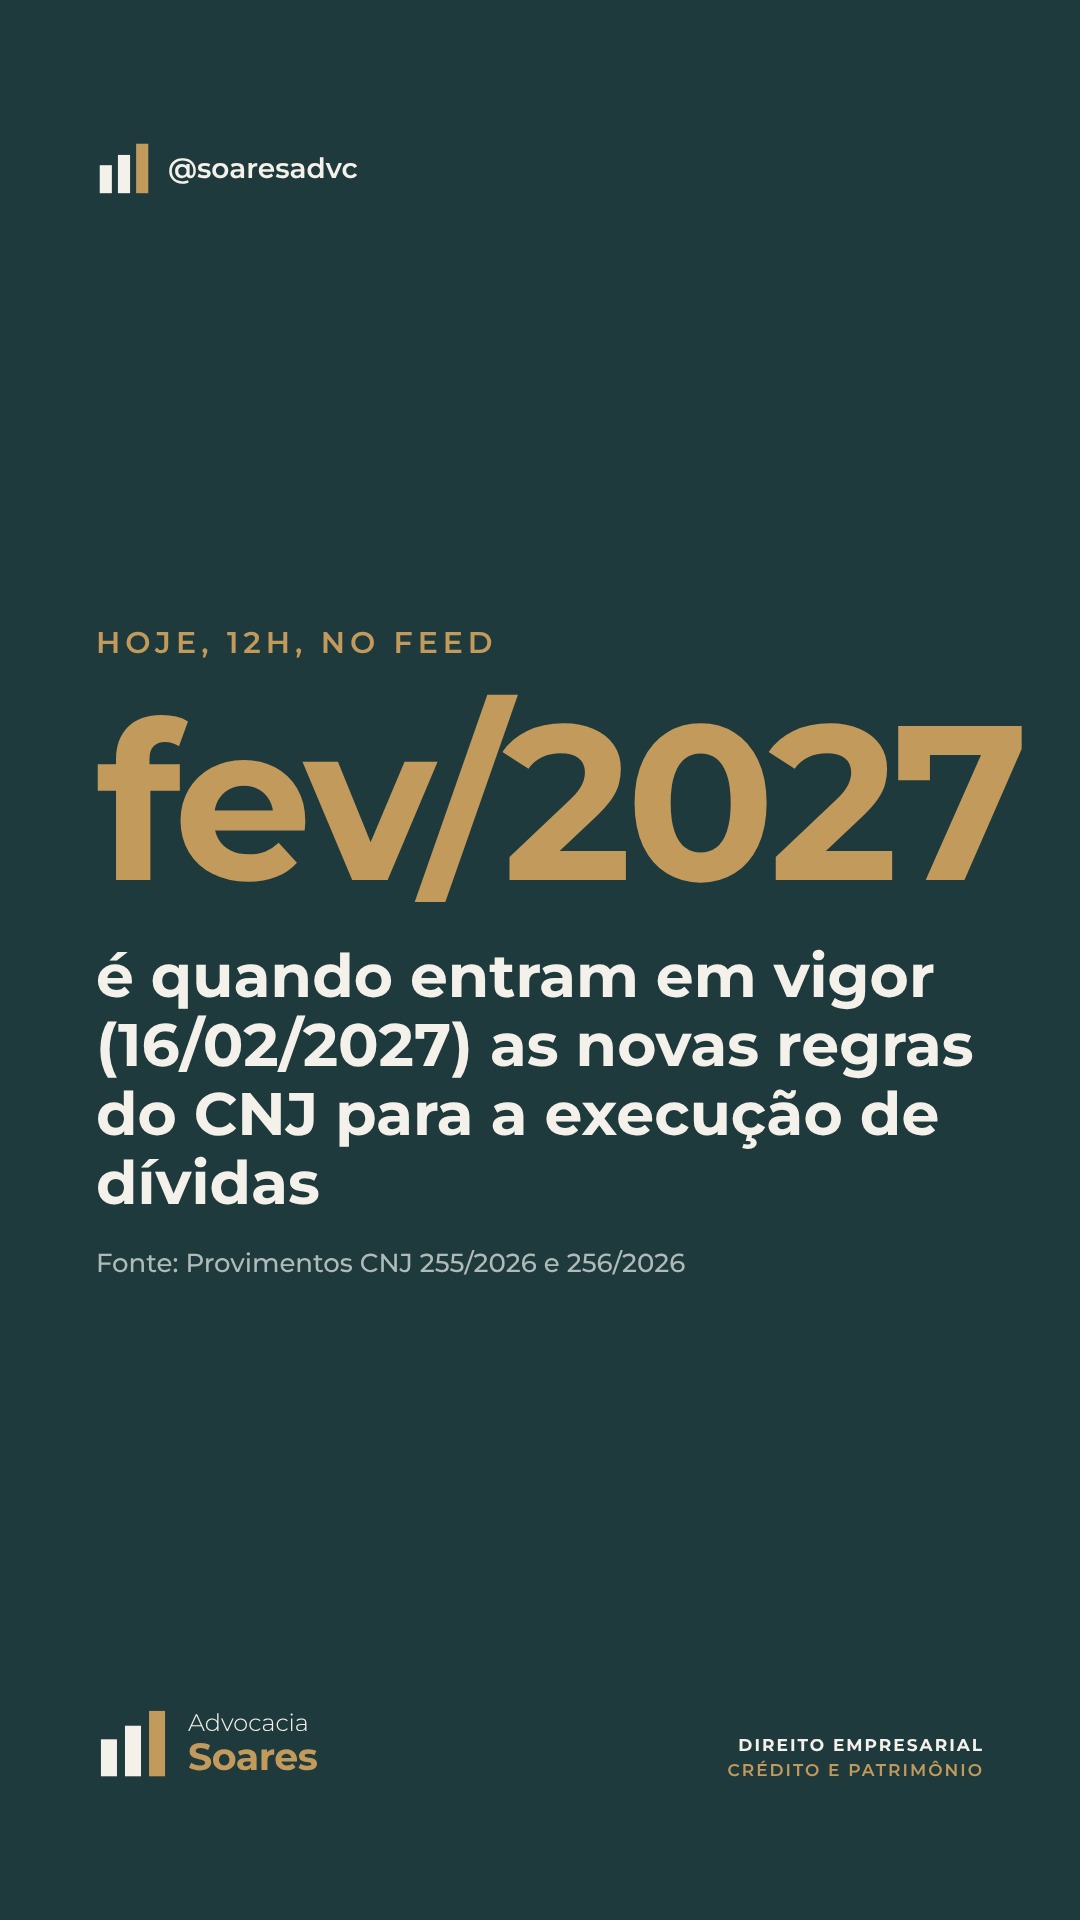 @soaresadvc
HOJE, 12H, NO FEED
fev/2027
é quando entram em vigor
(16/02/2027) as novas regras
do CNJ para a execução de
dívidas
Fonte: Provimentos CNJ 255/2026 e 256/2026
Advocacia
Soares
DIREITO EMPRESARIAL
CRÉDITO E PATRIMÔNIO